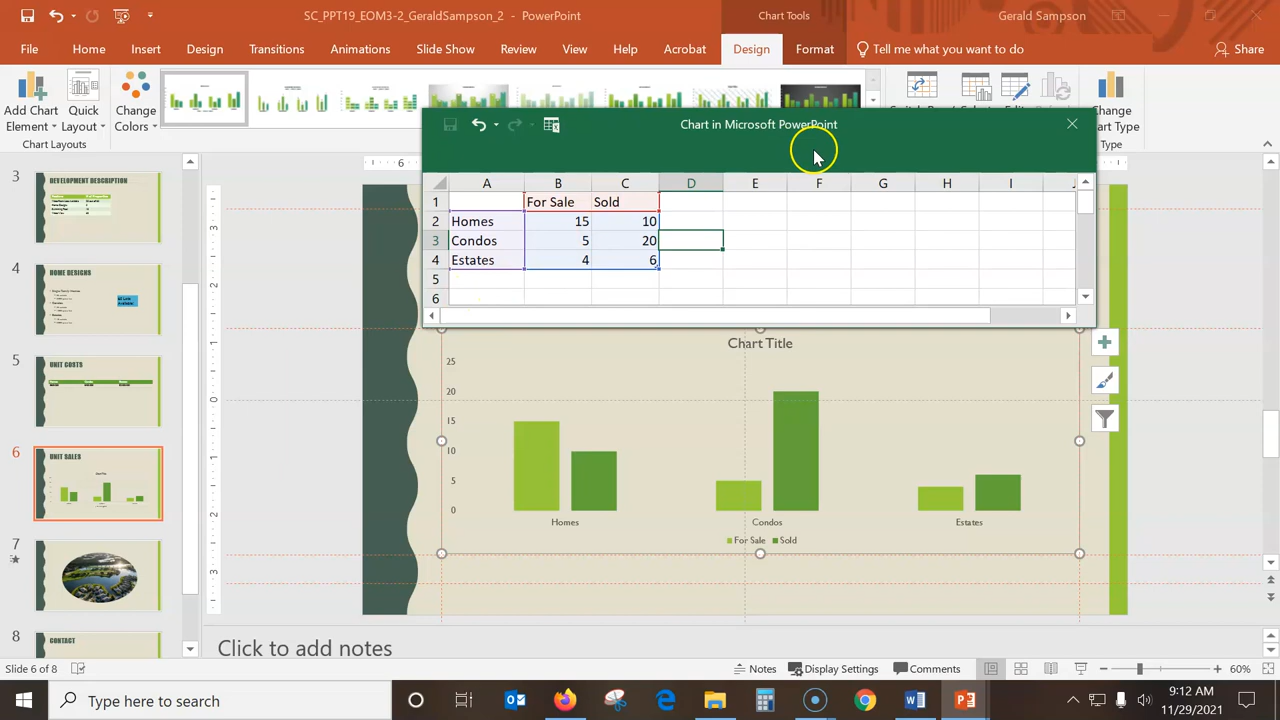 SC_PPT19_EOM3-2_GeraldSampson_2 - PowerPoint
Chart Tools
Gerald Sampson
File Home Insert Design Transitions Animations Slide Show Review View Help Acrobat Design Format Tell me what you want to do Share
Add Chart Element
Quick Layout
Change Colors
Chart Layouts
Change
Chart Type
Type
Chart in Microsoft PowerPoint
A B C D E F G H I
1 For Sale Sold
2 Homes 15 10
3 Condos 5 20
4 Estates 4 6
5
6
3
DEVELOPMENT DESCRIPTION
4
HOME DESIGNS
5
UNIT COSTS
6
UNIT SALES
7
8
CONTACT
Chart Title
25
20
15
10
5
0
Homes Condos Estates
For Sale Sold
Click to add notes
Slide 6 of 8
Notes Display Settings Comments 60%
Type here to search
9:12 AM
11/29/2021